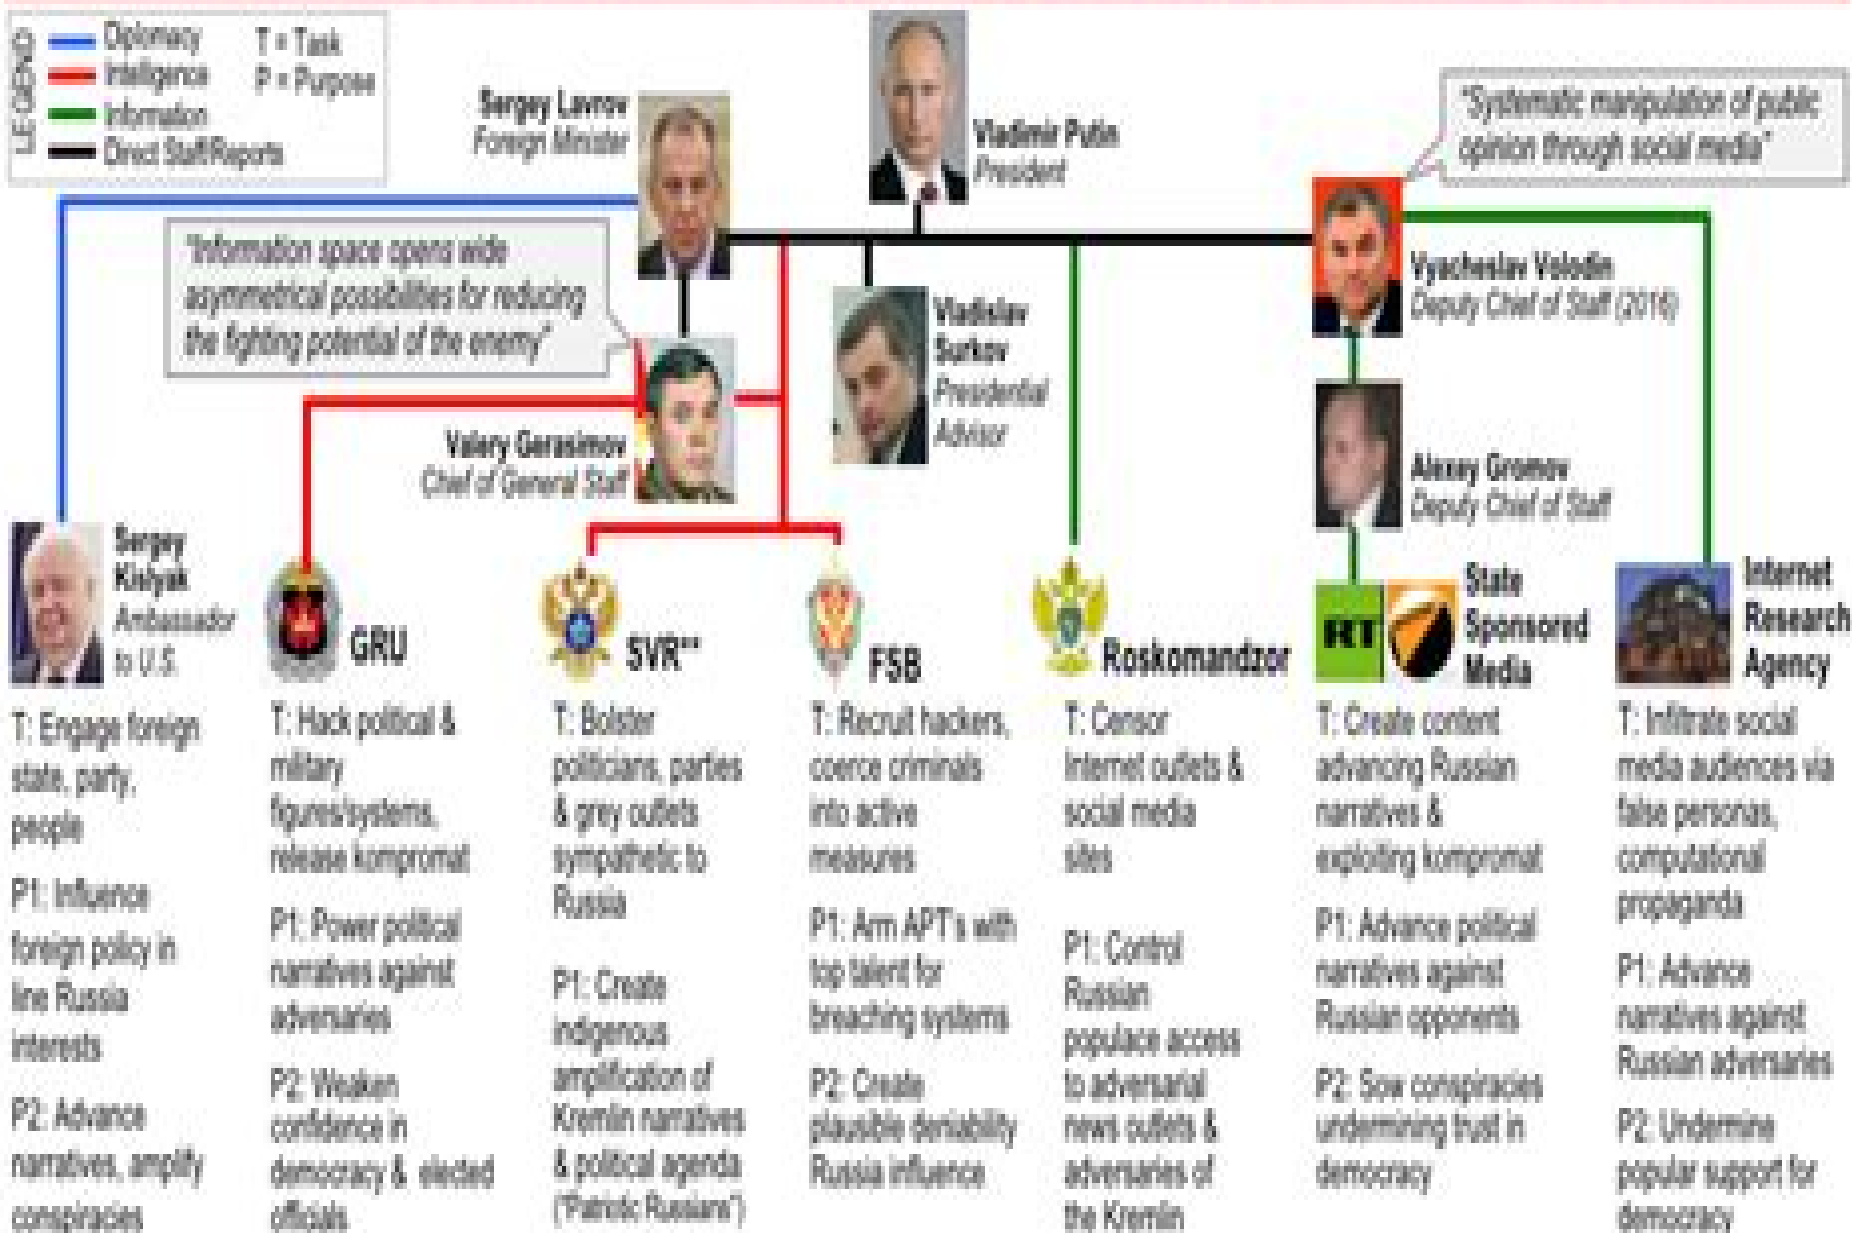 LEGEND
Diplomacy
Intelligence
Information
Direct Staff/Reports
T = Task
P = Purpose
Sergey Lavrov
Foreign Minister
Vladimir Putin
President
"Systematic manipulation of public
opinion through social media"
"Information space opens wide
asymmetrical possibilities for reducing
the fighting potential of the enemy"
Vyacheslav Volodin
Deputy Chief of Staff (2016)
Vladislav
Surkov
Presidential
Advisor
Valery Gerasimov
Chief of General Staff
Alexey Gromov
Deputy Chief of Staff
Sergey
Kislyak
Ambassador
to U.S.
T: Engage foreign
state, party,
people
P1: Influence
foreign policy in
line Russia
interests
P2: Advance
narratives, amplify
conspiracies
GRU
T: Hack political &
military
figures/systems,
release kompromat
P1: Power political
narratives against
adversaries
P2: Weaken
confidence in
democracy & elected
officials
SVR**
T: Bolster
politicians, parties
& grey outlets
sympathetic to
Russia
P1: Create
indigenous
amplification of
Kremlin narratives
& political agenda
("Patriotic Russians")
FSB
T: Recruit hackers,
coerce criminals
into active
measures
P1: Arm APT's with
top talent for
breaching systems
P2: Create
plausible deniability
Russia influence
Roskomandzor
T: Censor
Internet outlets &
social media
sites
P1: Control
Russian
populace access
to adversarial
news outlets &
adversaries of
the Kremlin
RT
State
Sponsored
Media
T: Create content
advancing Russian
narratives &
exploiting kompromat
P1: Advance political
narratives against
Russian opponents
P2: Sow conspiracies
undermining trust in
democracy
Internet
Research
Agency
T: Infiltrate social
media audiences via
false personas,
computational
propaganda
P1: Advance
narratives against
Russian adversaries
P2: Undermine
popular support for
democracy